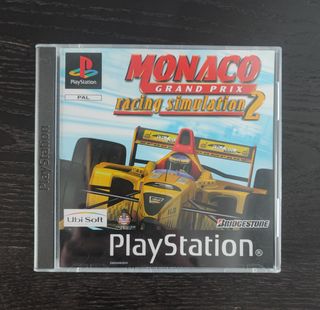 PlayStation
PAL
MONACO
GRAND PRIX
racing simulation 2
PlayStation
Ubi Soft
BRIDGESTONE
PlayStation